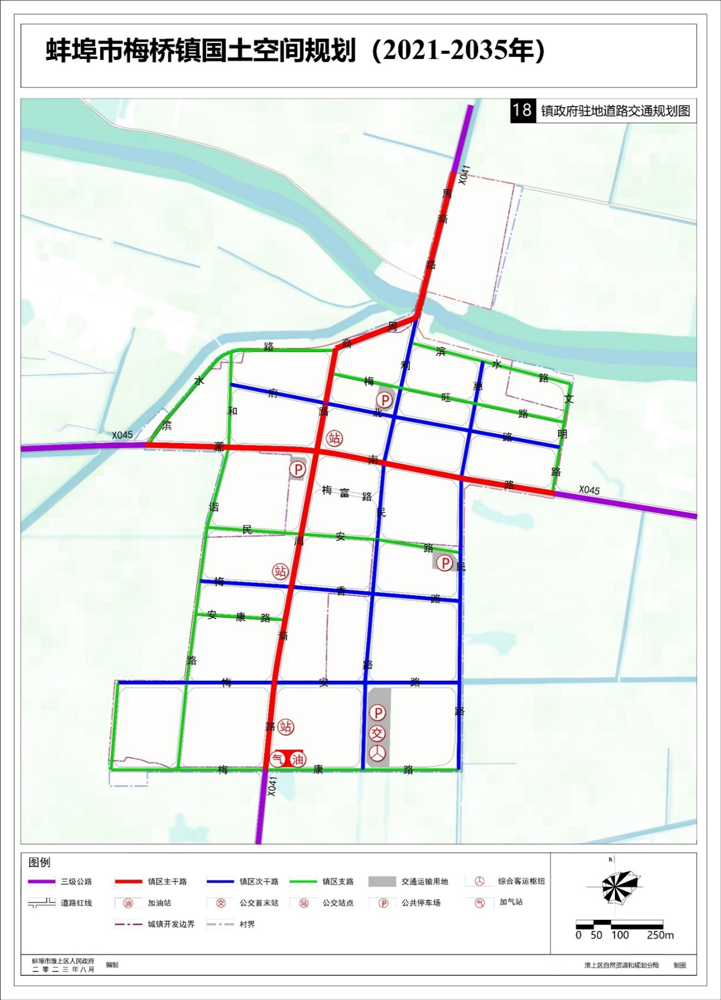 蚌埠市梅桥镇国土空间规划（2021-2035年）
18 镇政府驻地道路交通规划图
X041
周裔路
周裔路
滨水路
滨水路
利民路
惠民路
文明路
梅旺路
府北路
和谐路
淝南路
X045
X045
梅富路
民安路
周裔路
梅香路
安康路
梅安路
梅康路
X041
P
站
P
P
站
站
P
交
气 油
图例
三级公路 镇区主干路 镇区次干路 镇区支路 交通运输用地 综合客运枢纽
道路红线 油 加油站 交 公交首末站 站 公交站点 P 公共停车场 气 加气站
城镇开发边界 村界
N
0 50 100 250m
蚌埠市淮上区人民政府 编制
二零二三年八月
淮上区自然资源和规划分局 制图